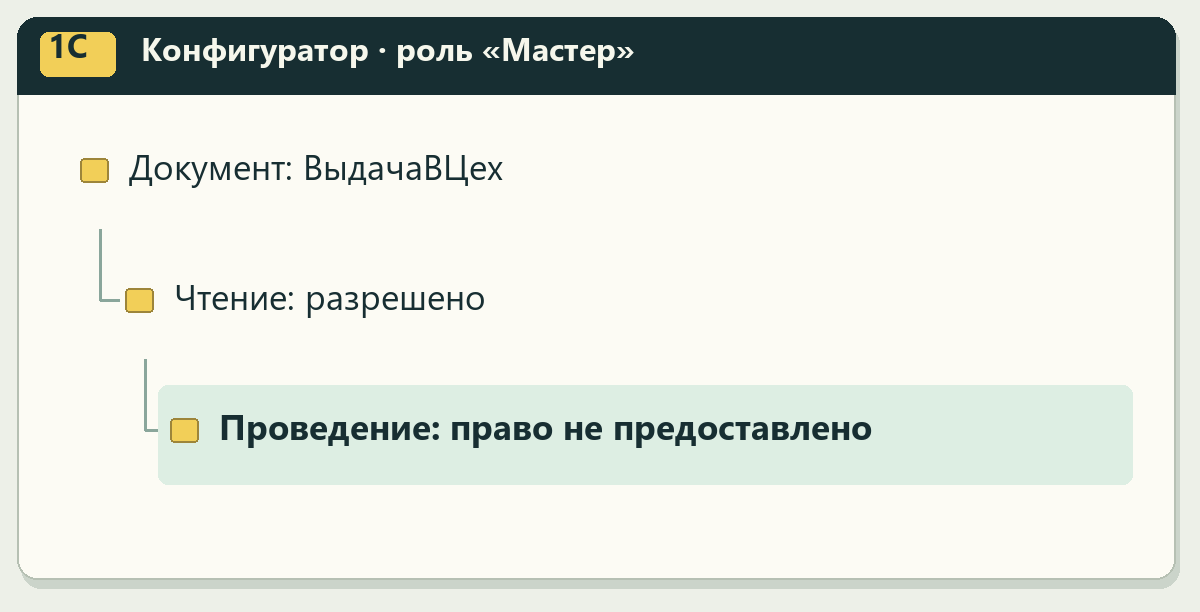 1С
Конфигуратор · роль «Мастер»
Документ: ВыдачаВЦех
Чтение: разрешено
Проведение: право не предоставлено